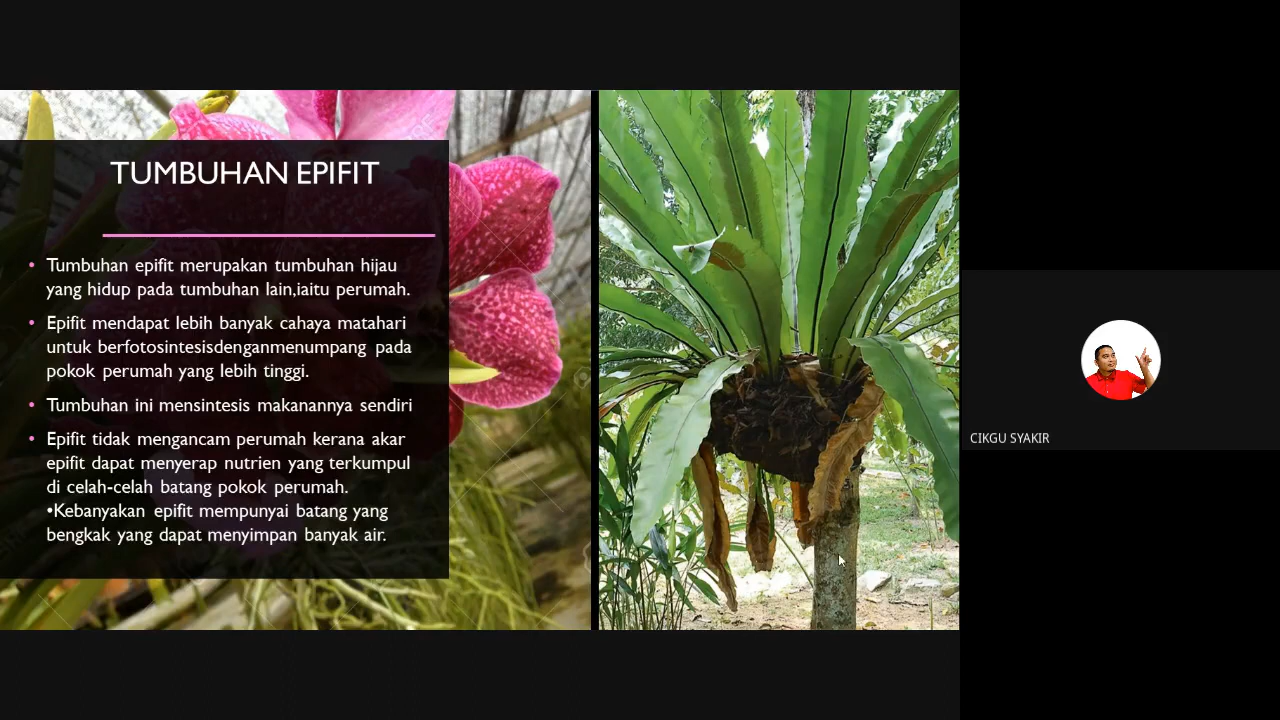 TUMBUHAN EPIFIT
• Tumbuhan epifit merupakan tumbuhan hijau
yang hidup pada tumbuhan lain,iaitu perumah.
• Epifit mendapat lebih banyak cahaya matahari
untuk berfotosintesisdenganmenumpang pada
pokok perumah yang lebih tinggi.
• Tumbuhan ini mensintesis makanannya sendiri
• Epifit tidak mengancam perumah kerana akar
epifit dapat menyerap nutrien yang terkumpul
di celah-celah batang pokok perumah.
•Kebanyakan epifit mempunyai batang yang
bengkak yang dapat menyimpan banyak air.
CIKGU SYAKIR